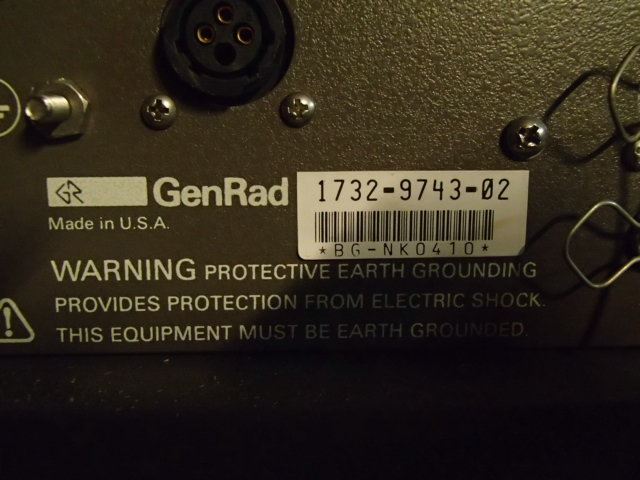 GR GenRad
Made in U.S.A.
1732-9743-02
*BG-NK0410*
WARNING PROTECTIVE EARTH GROUNDING
PROVIDES PROTECTION FROM ELECTRIC SHOCK.
THIS EQUIPMENT MUST BE EARTH GROUNDED.